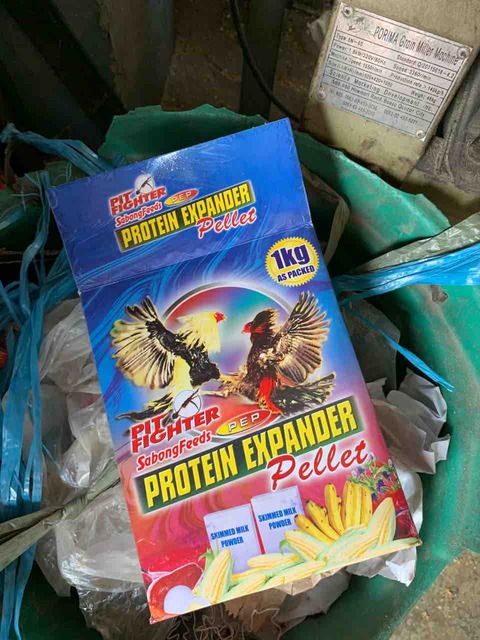 PORIMA Grain Miller Machine
PIT
FIGHTER
SabongFeeds
PEP
PROTEIN EXPANDER
Pellet
1kg
AS PACKED
PIT
FIGHTER
SabongFeeds
PEP
PROTEIN EXPANDER
Pellet
SKIMMED MILK
POWDER
SKIMMED MILK
POWDER